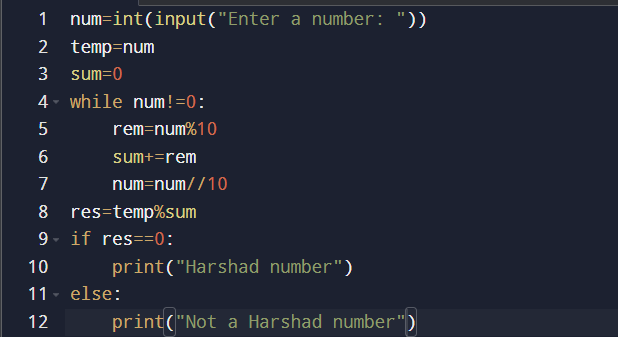 1 num=int(input("Enter a number: "))
2 temp=num
3 sum=0
4 while num!=0:
5     rem=num%10
6     sum+=rem
7     num=num//10
8 res=temp%sum
9 if res==0:
10     print("Harshad number")
11 else:
12     print("Not a Harshad number")